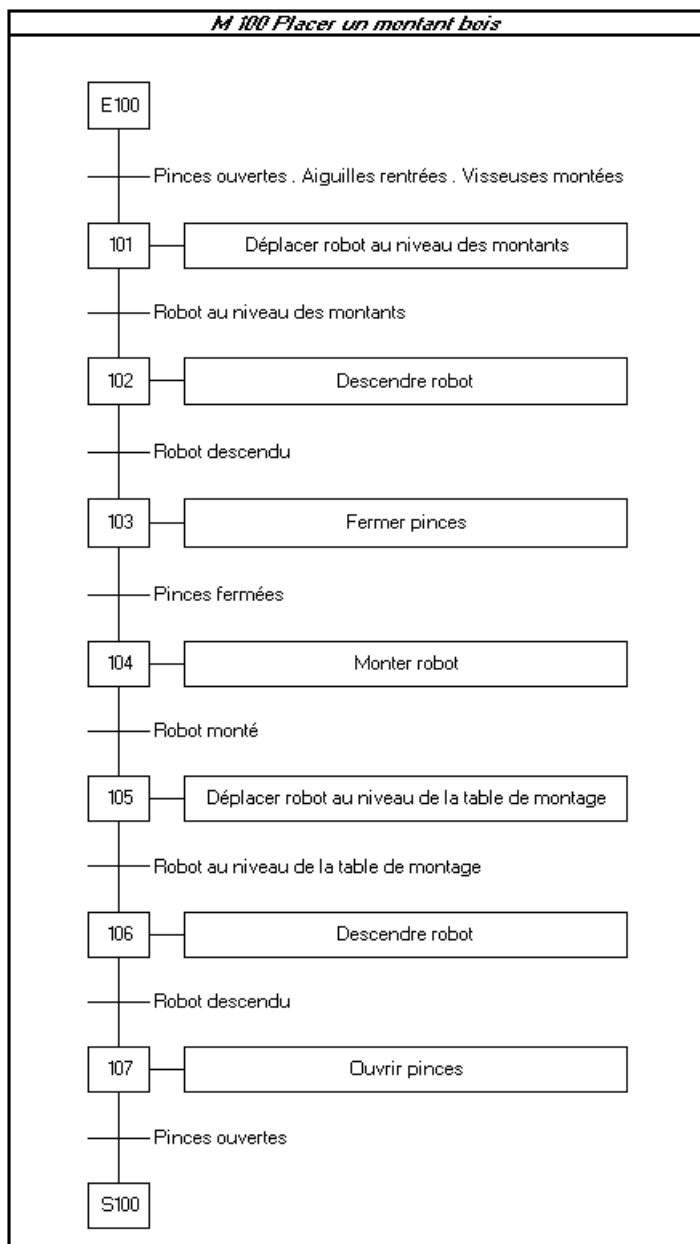 M 100 Placer un montant bois
E100
Pinces ouvertes . Aiguilles rentrées . Visseuses montées
101 Déplacer robot au niveau des montants
Robot au niveau des montants
102 Descendre robot
Robot descendu
103 Fermer pinces
Pinces fermées
104 Monter robot
Robot monté
105 Déplacer robot au niveau de la table de montage
Robot au niveau de la table de montage
106 Descendre robot
Robot descendu
107 Ouvrir pinces
Pinces ouvertes
S100